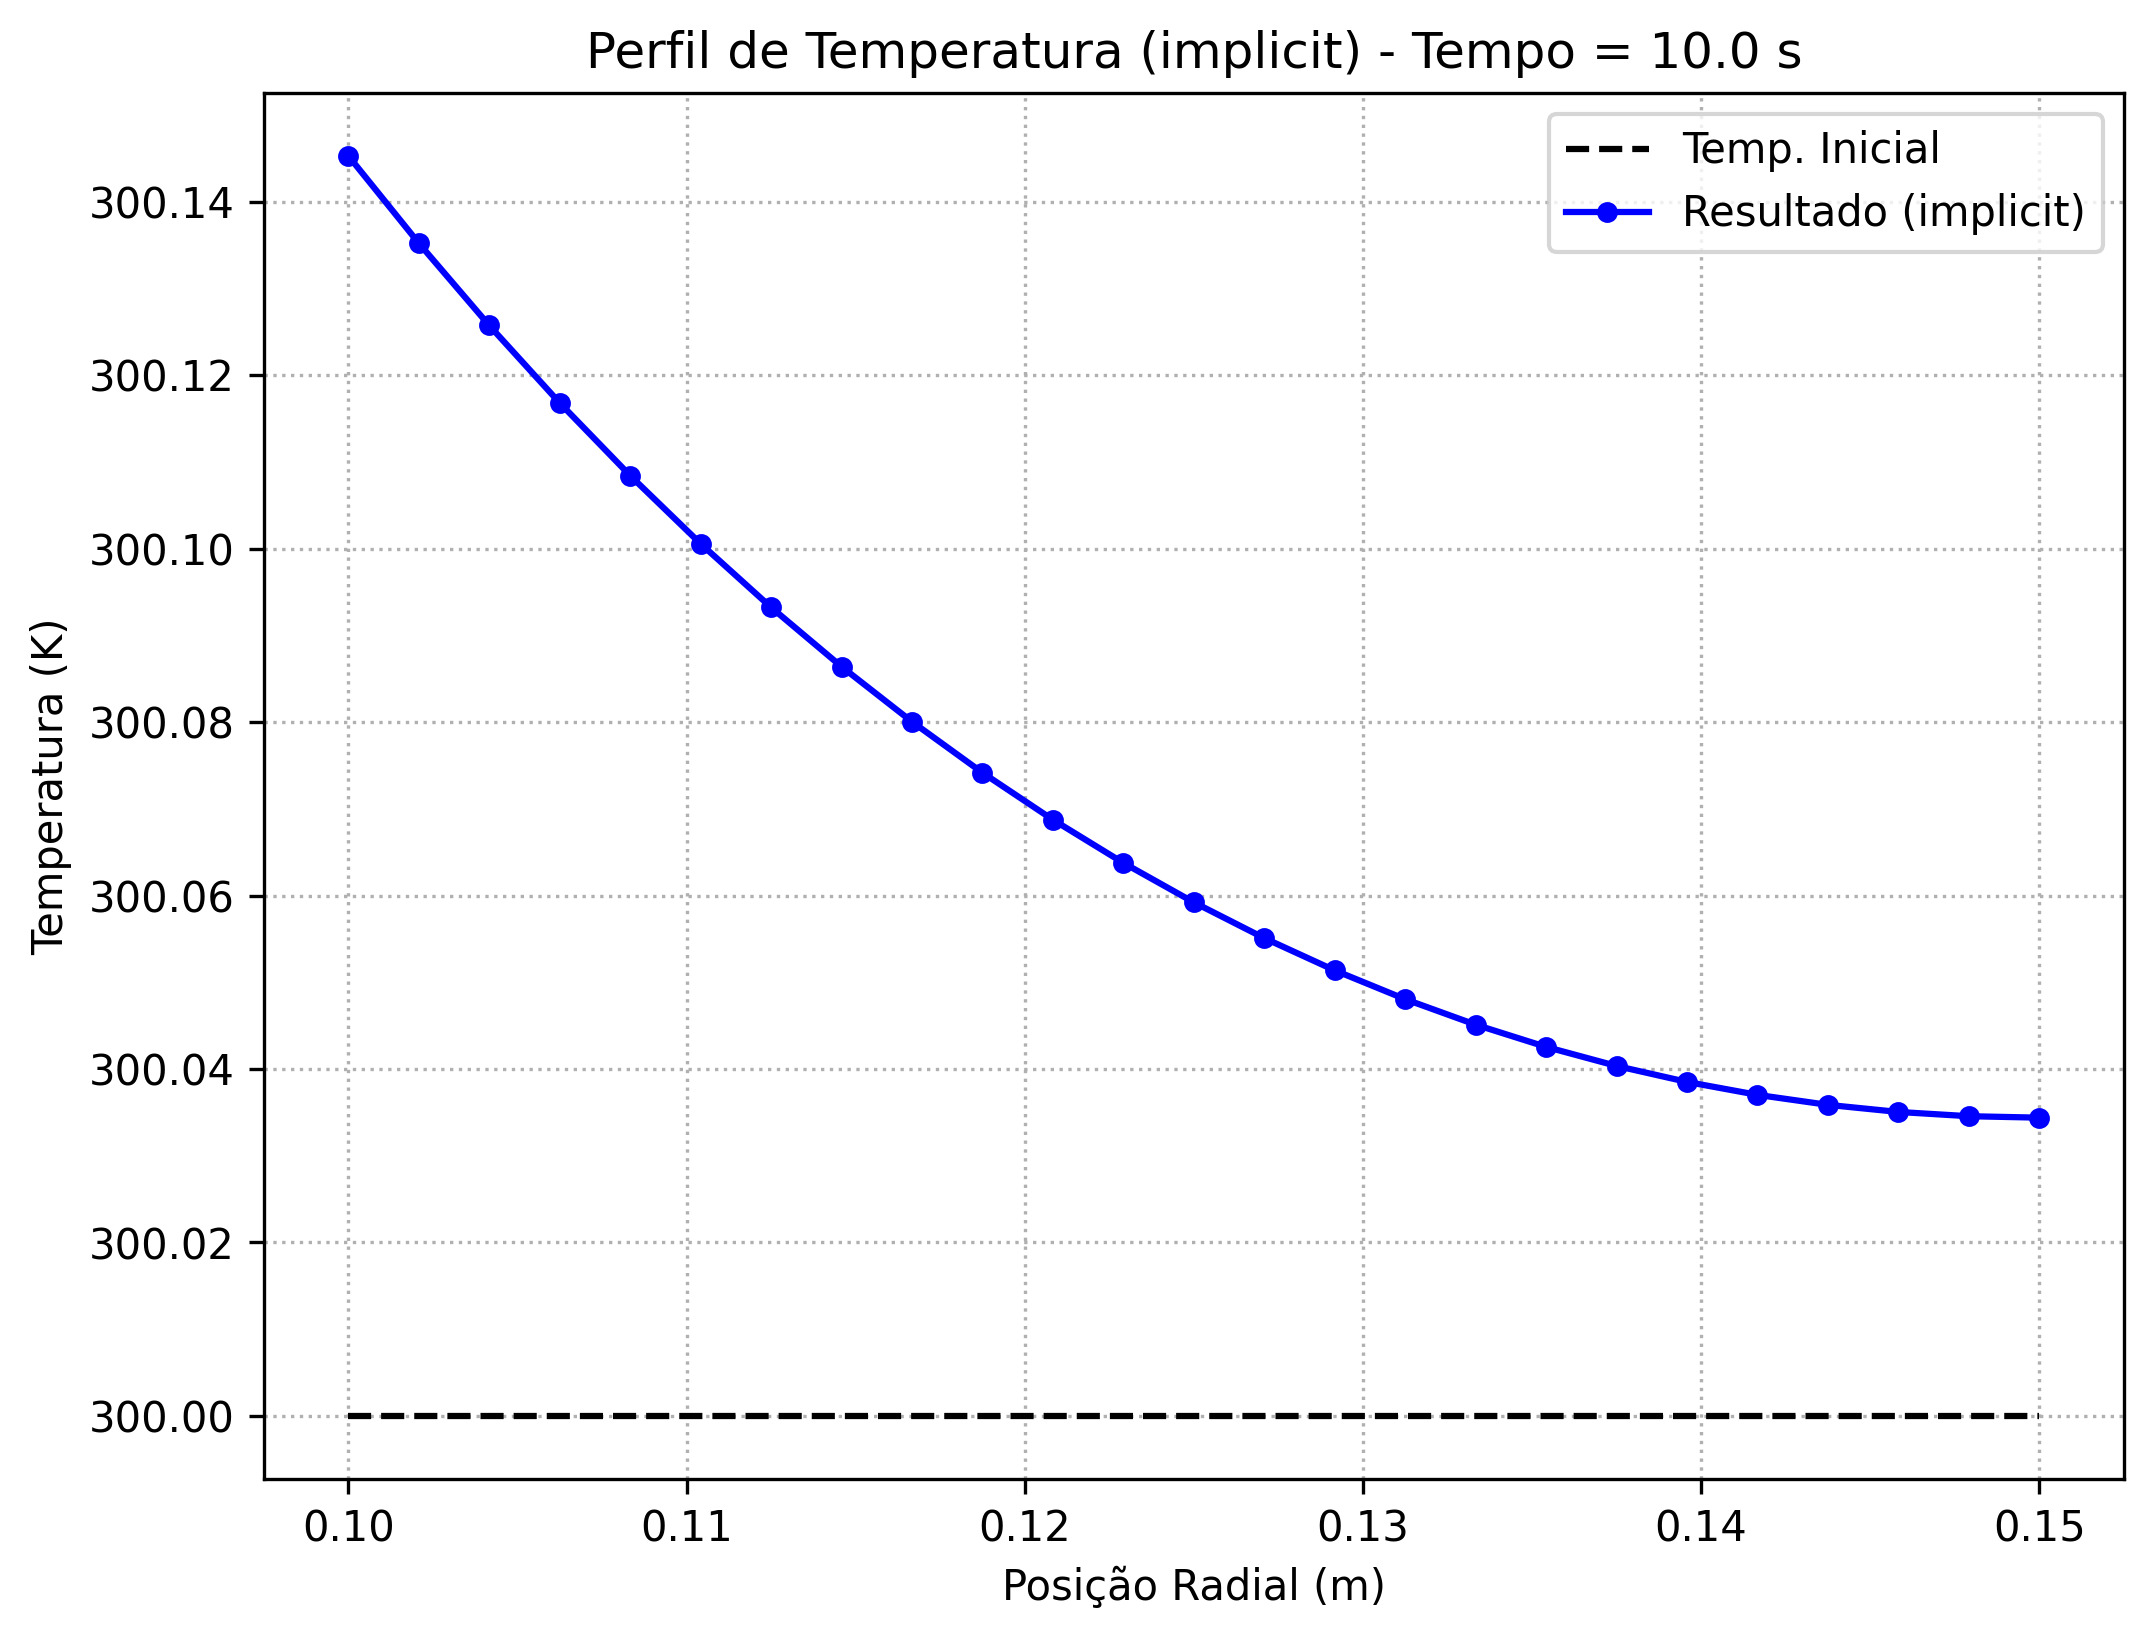 Perfil de Temperatura (implicit) - Tempo = 10.0 s
Temp. Inicial
Resultado (implicit)
Temperatura (K)
300.14
300.12
300.10
300.08
300.06
300.04
300.02
300.00
0.10 0.11 0.12 0.13 0.14 0.15
Posição Radial (m)